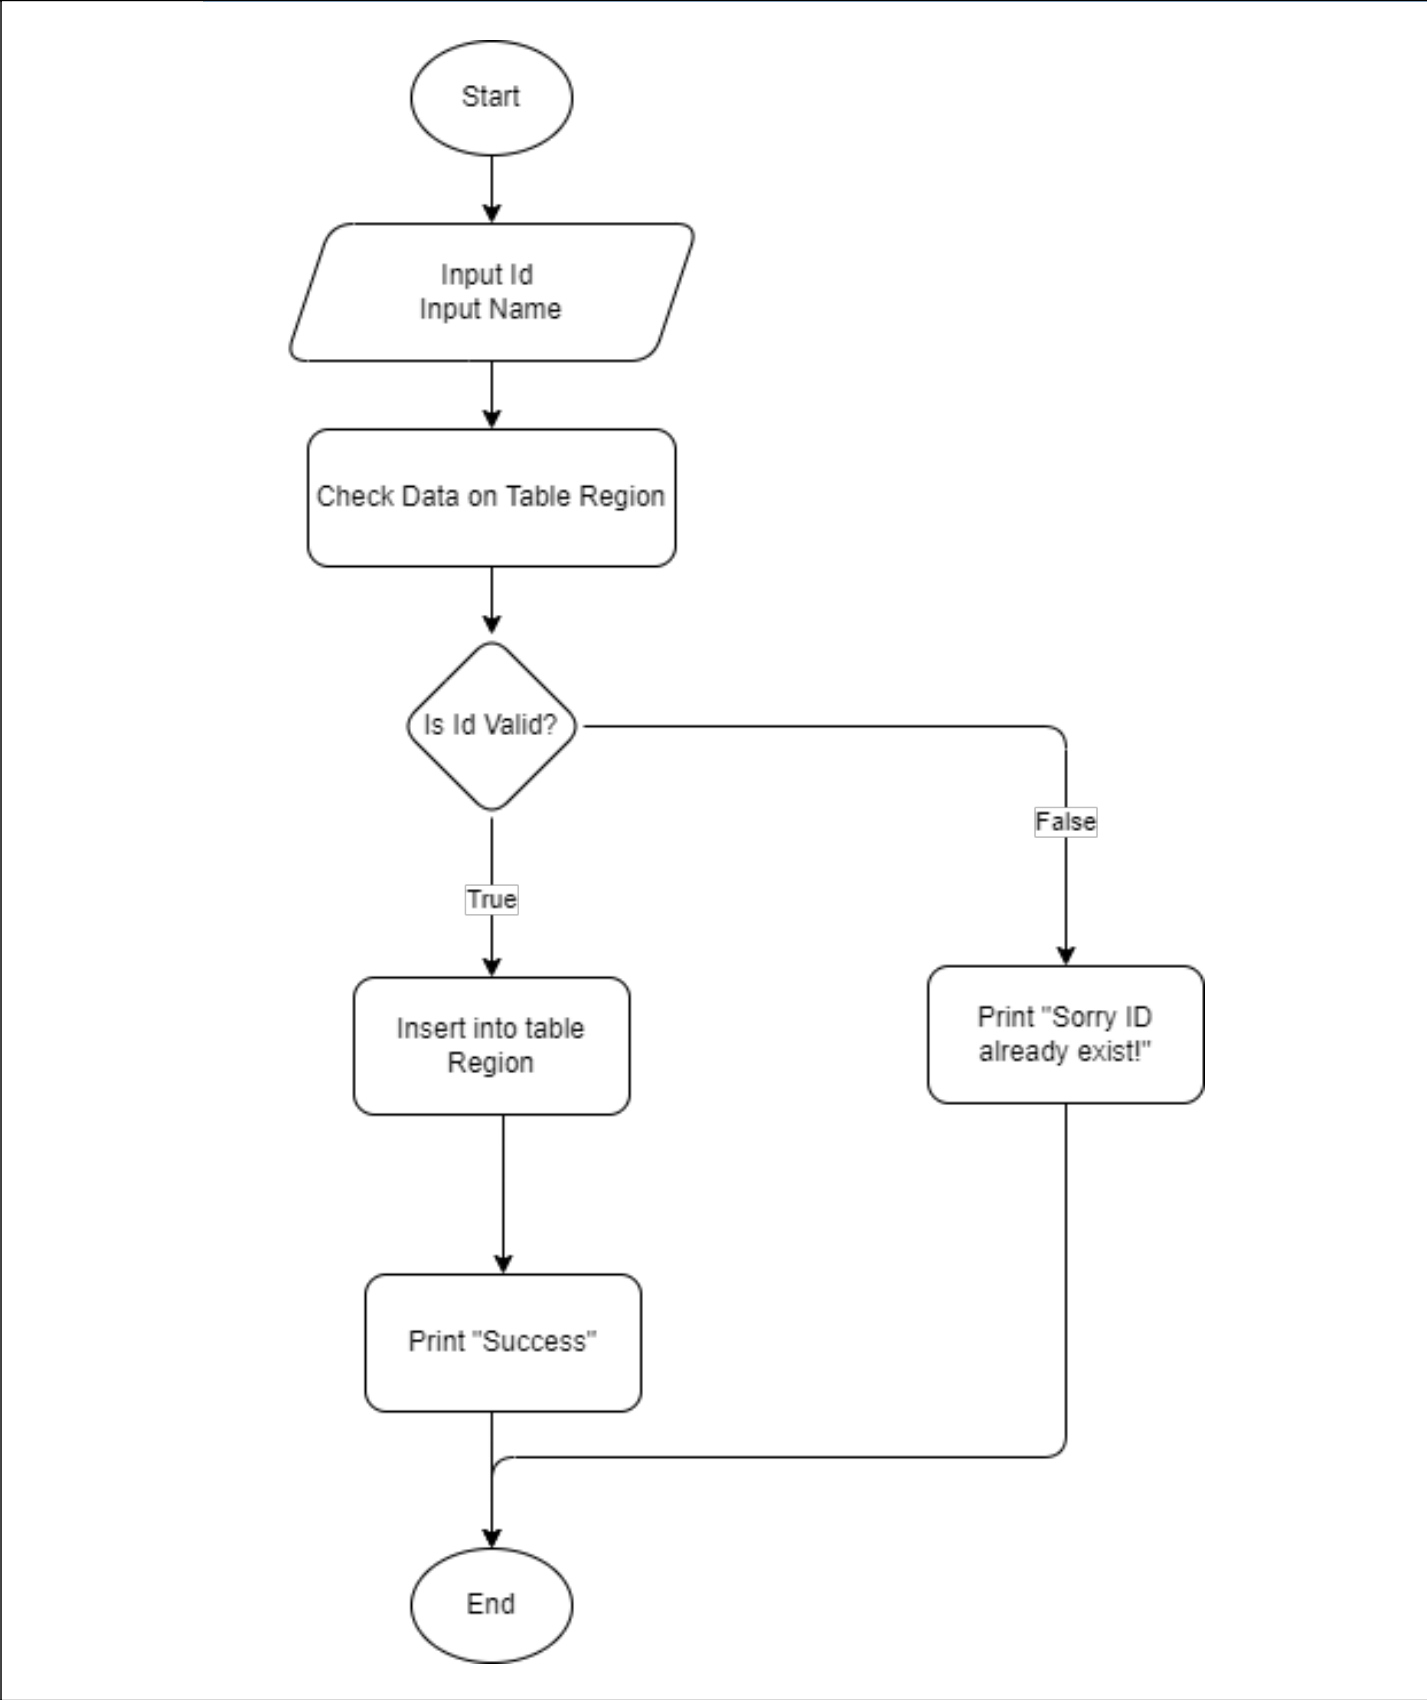 Start
Input Id
Input Name
Check Data on Table Region
Is Id Valid?
False
True
Insert into table
Region
Print "Sorry ID
already exist!"
Print "Success"
End